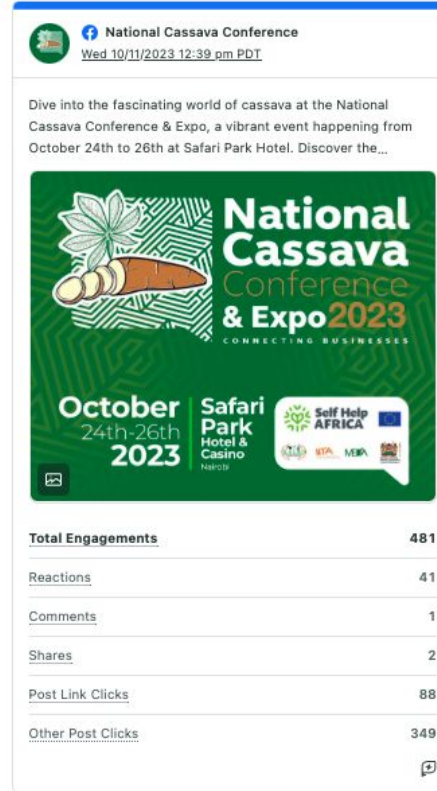 National Cassava Conference
Wed 10/11/2023 12:39 pm PDT
Dive into the fascinating world of cassava at the National
Cassava Conference & Expo, a vibrant event happening from
October 24th to 26th at Safari Park Hotel. Discover the...
National
Cassava
Conference
& Expo 2023
CONNECTING BUSINESSES
October
24th-26th
2023
Safari
Park
Hotel &
Casino
Nairobi
Self Help
AFRICA
IITA
Total Engagements 481
Reactions 41
Comments 1
Shares 2
Post Link Clicks 88
Other Post Clicks 349